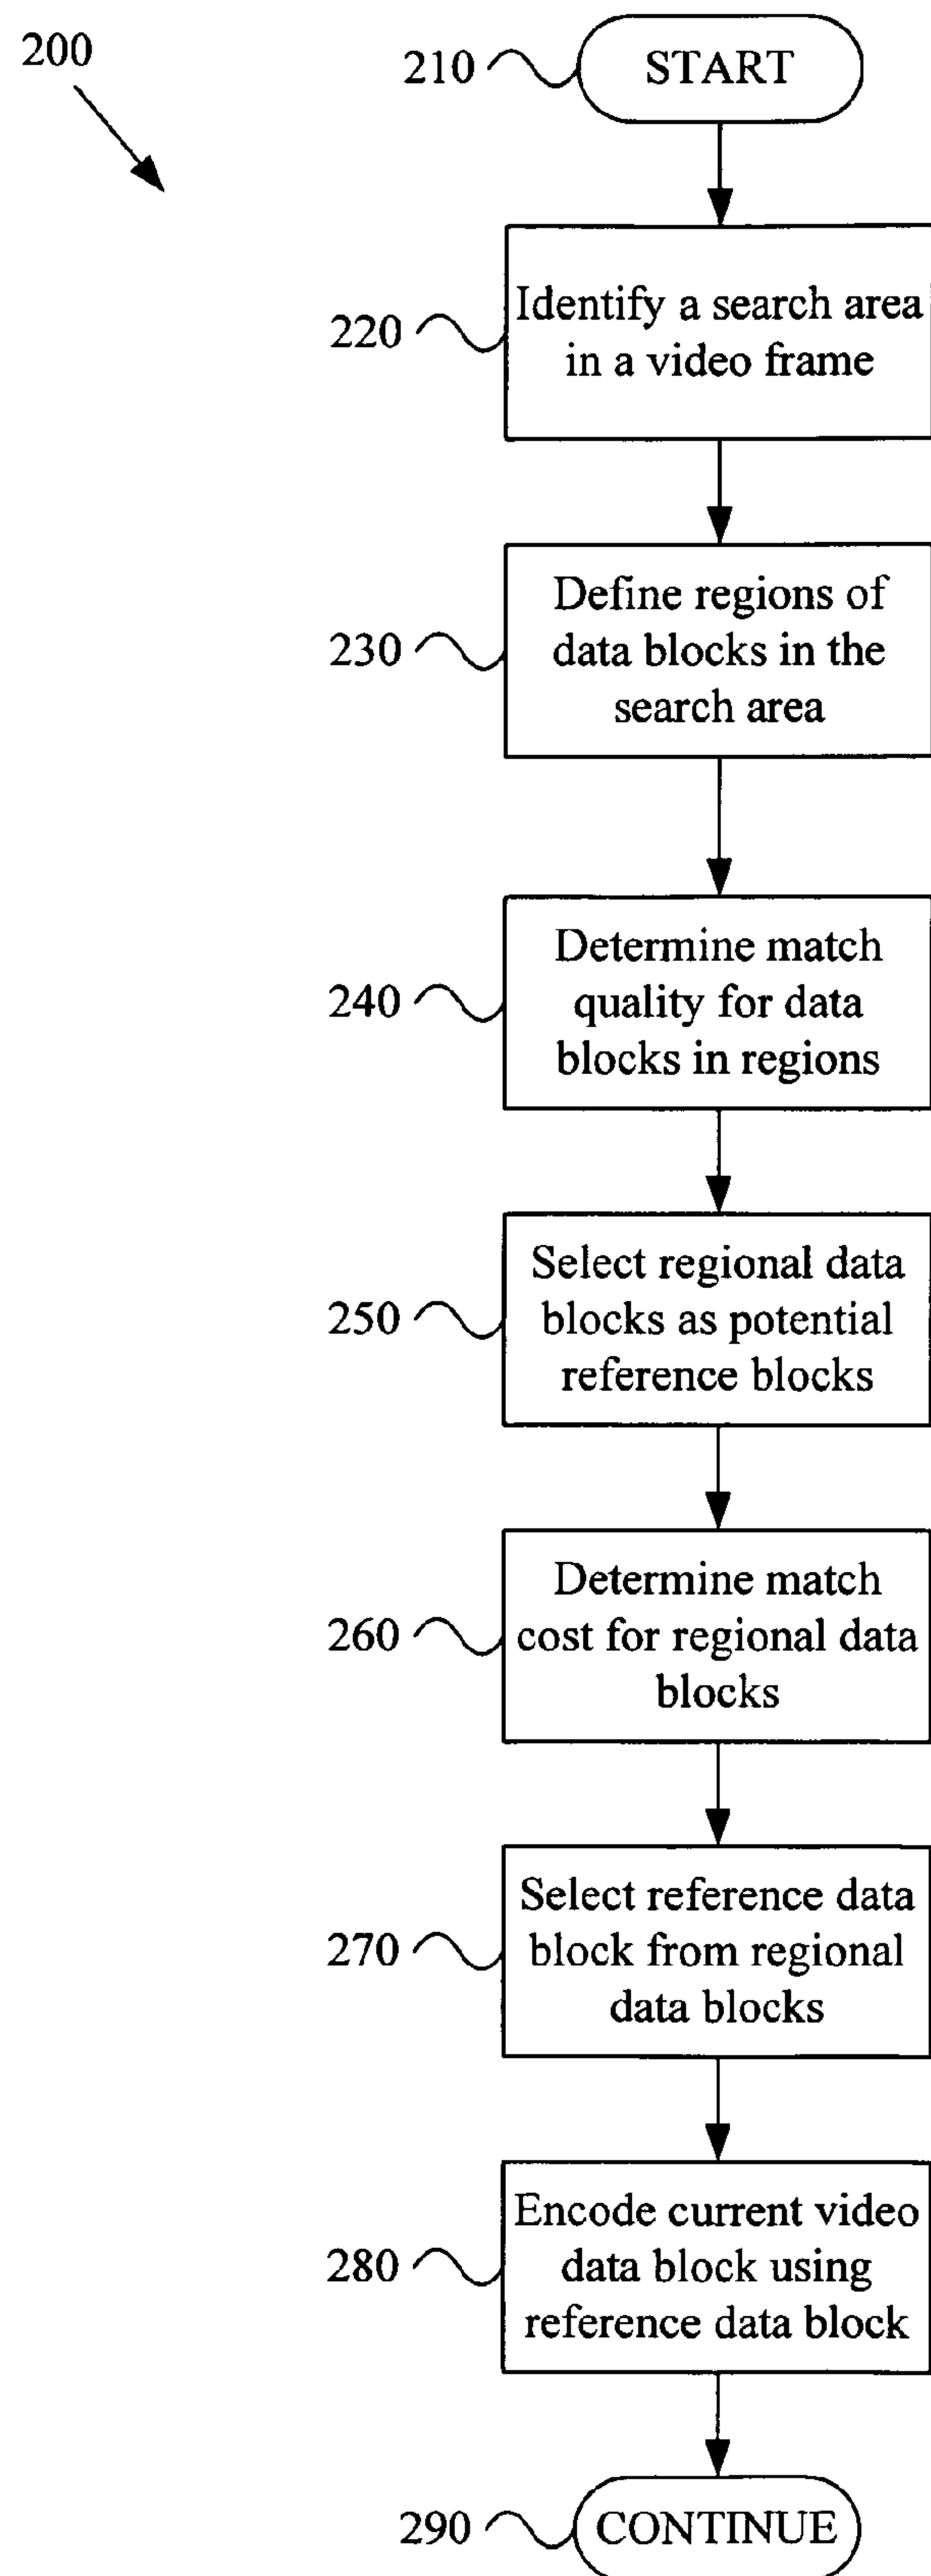 200
210
START
220
Identify a search area
in a video frame
230
Define regions of
data blocks in the
search area
240
Determine match
quality for data
blocks in regions
250
Select regional data
blocks as potential
reference blocks
260
Determine match
cost for regional data
blocks
270
Select reference data
block from regional
data blocks
280
Encode current video
data block using
reference data block
290
CONTINUE